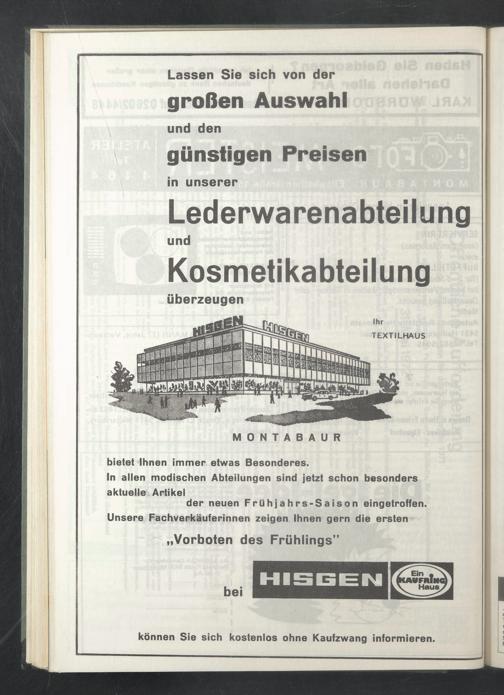 Lassen Sie sich von der
großen Auswahl
und den
günstigen Preisen
in unserer
Lederwarenabteilung
und
Kosmetikabteilung
überzeugen
Ihr
TEXTILHAUS
HISGEN HISGEN
MONTABAUR
bietet Ihnen immer etwas Besonderes.
In allen modischen Abteilungen sind jetzt schon besonders
aktuelle Artikel
der neuen Frühjahrs-Saison eingetroffen.
Unsere Fachverkäuferinnen zeigen Ihnen gern die ersten
„Vorboten des Frühlings"
bei HISGEN
Ein
KAUFRING
Haus
können Sie sich kostenlos ohne Kaufzwang informieren.